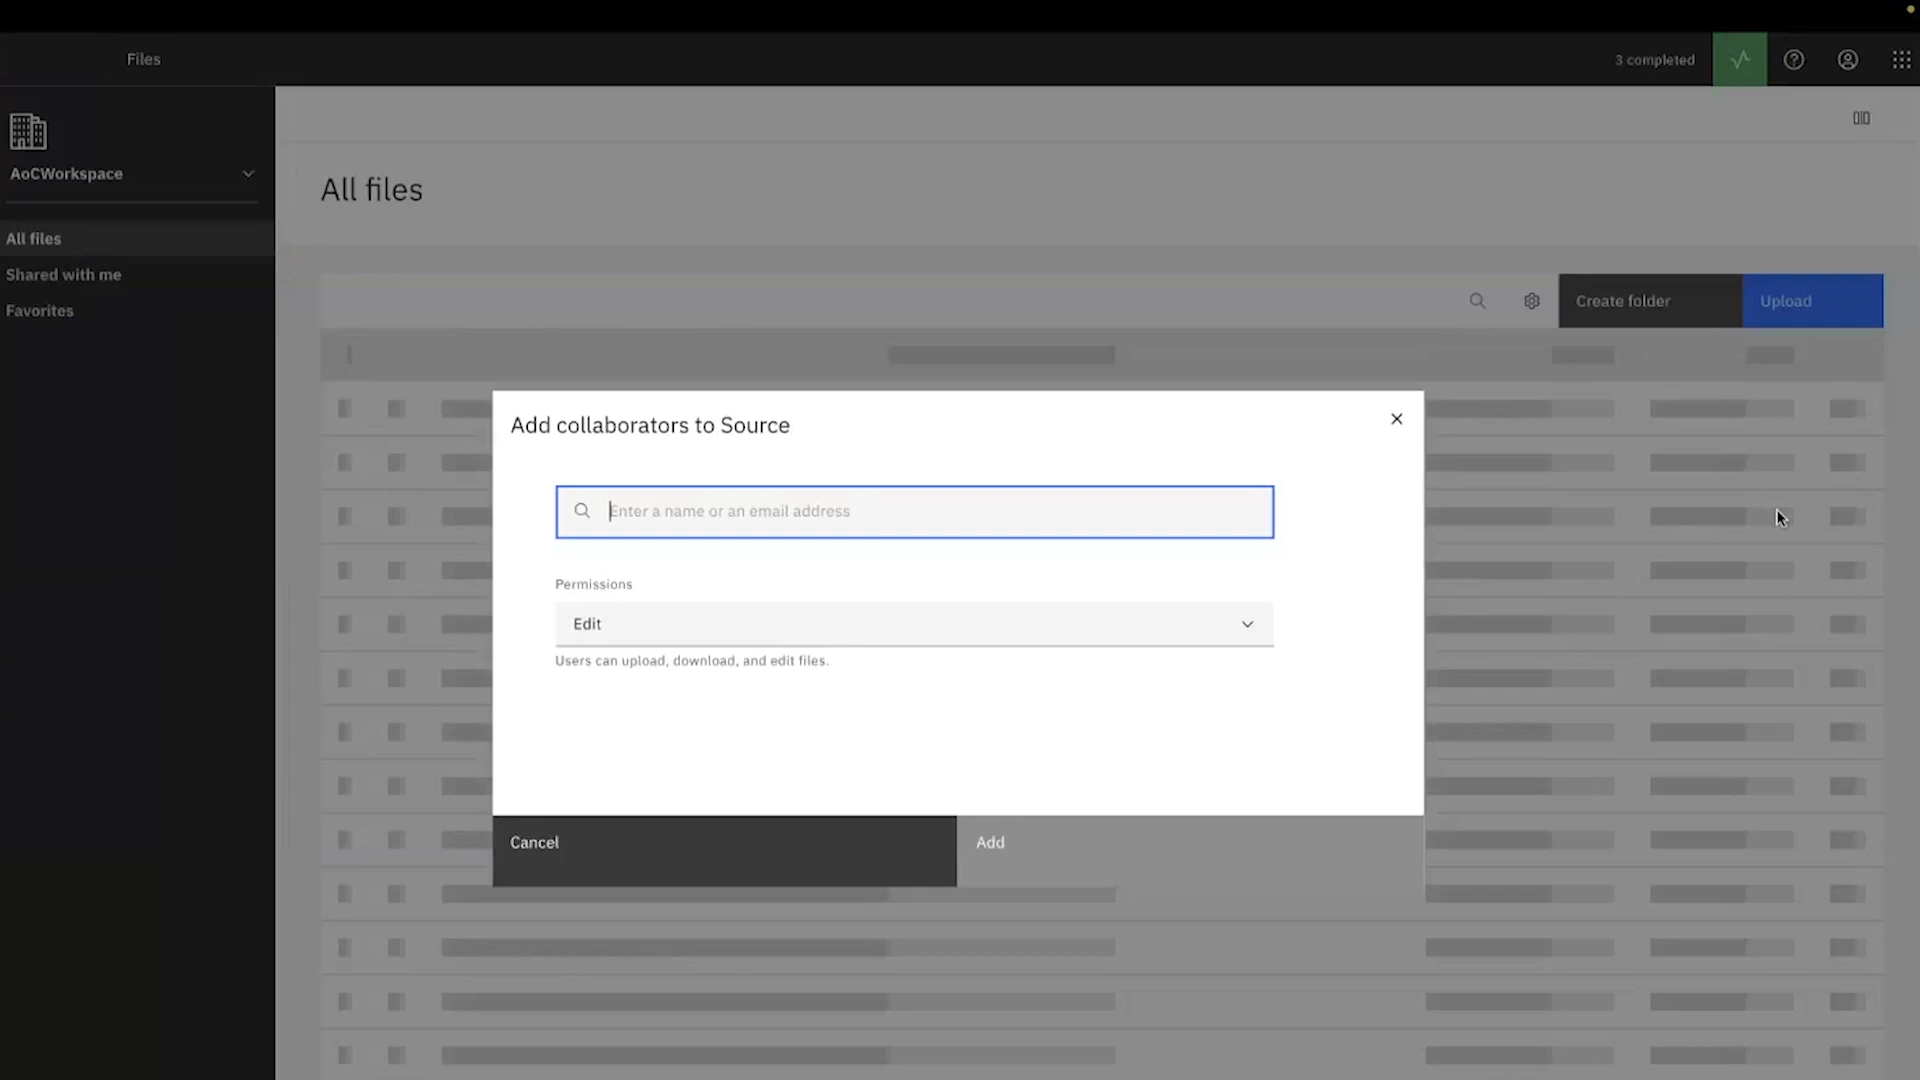 Files
3 completed
AoCWorkspace
All files
Shared with me
Favorites
All files
Create folder
Upload
Add collaborators to Source
Enter a name or an email address
Permissions
Edit
Users can upload, download, and edit files.
Cancel
Add